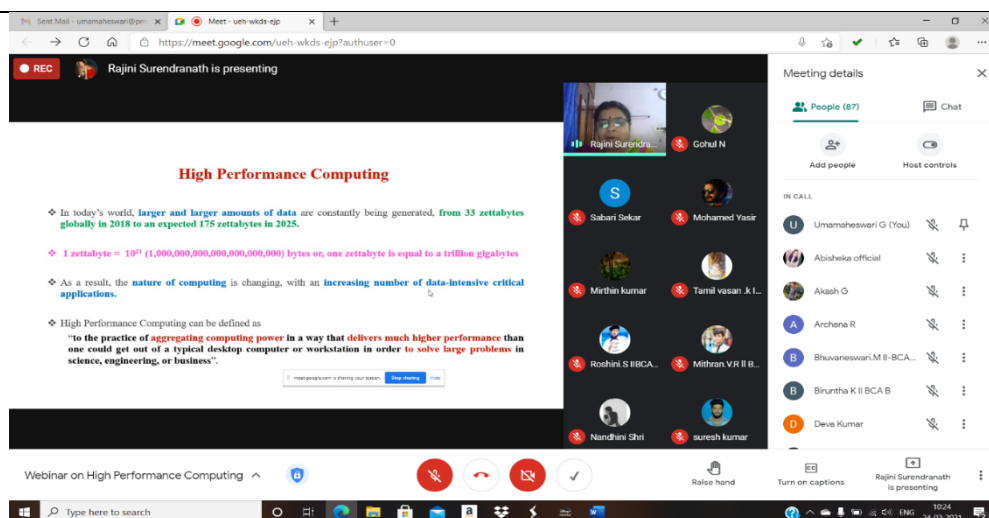 Sent Mail - umamaheswari@pm
Meet - ueh-wkds-ejp
https://meet.google.com/ueh-wkds-ejp?authuser=0
REC
Rajini Surendranath is presenting
High Performance Computing
❖ In today's world, larger and larger amounts of data are constantly being generated, from 33 zettabytes
globally in 2018 to an expected 175 zettabytes in 2025.
❖ 1 zettabyte = 10²¹ (1,000,000,000,000,000,000,000) bytes or, one zettabyte is equal to a trillion gigabytes
❖ As a result, the nature of computing is changing, with an increasing number of data-intensive critical
applications.
❖ High Performance Computing can be defined as
"to the practice of aggregating computing power in a way that delivers much higher performance than
one could get out of a typical desktop computer or workstation in order to solve large problems in
science, engineering, or business".
meet.google.com is sharing your screen. Stop sharing Hide
Rajini Surendra...
Gohul N
S
Sabari Sekar
Mohamed Yasir
Mirthin kumar
Tamil vasan .k I...
Roshini.S IIBCA...
Mithran.V.R II B...
Nandhini Shri
suresh kumar
Meeting details
People (87)
Chat
Add people
Host controls
IN CALL
U Umamaheswari G (You)
Abisheka official
Akash G
A Archana R
B Bhuvaneswari.M II-BCA...
B Biruntha K II BCA B
D Deva Kumar
Webinar on High Performance Computing
Raise hand
CC
Turn on captions
Rajini Surendranath
is presenting
Type here to search
ENG
10:24
24-03-2021